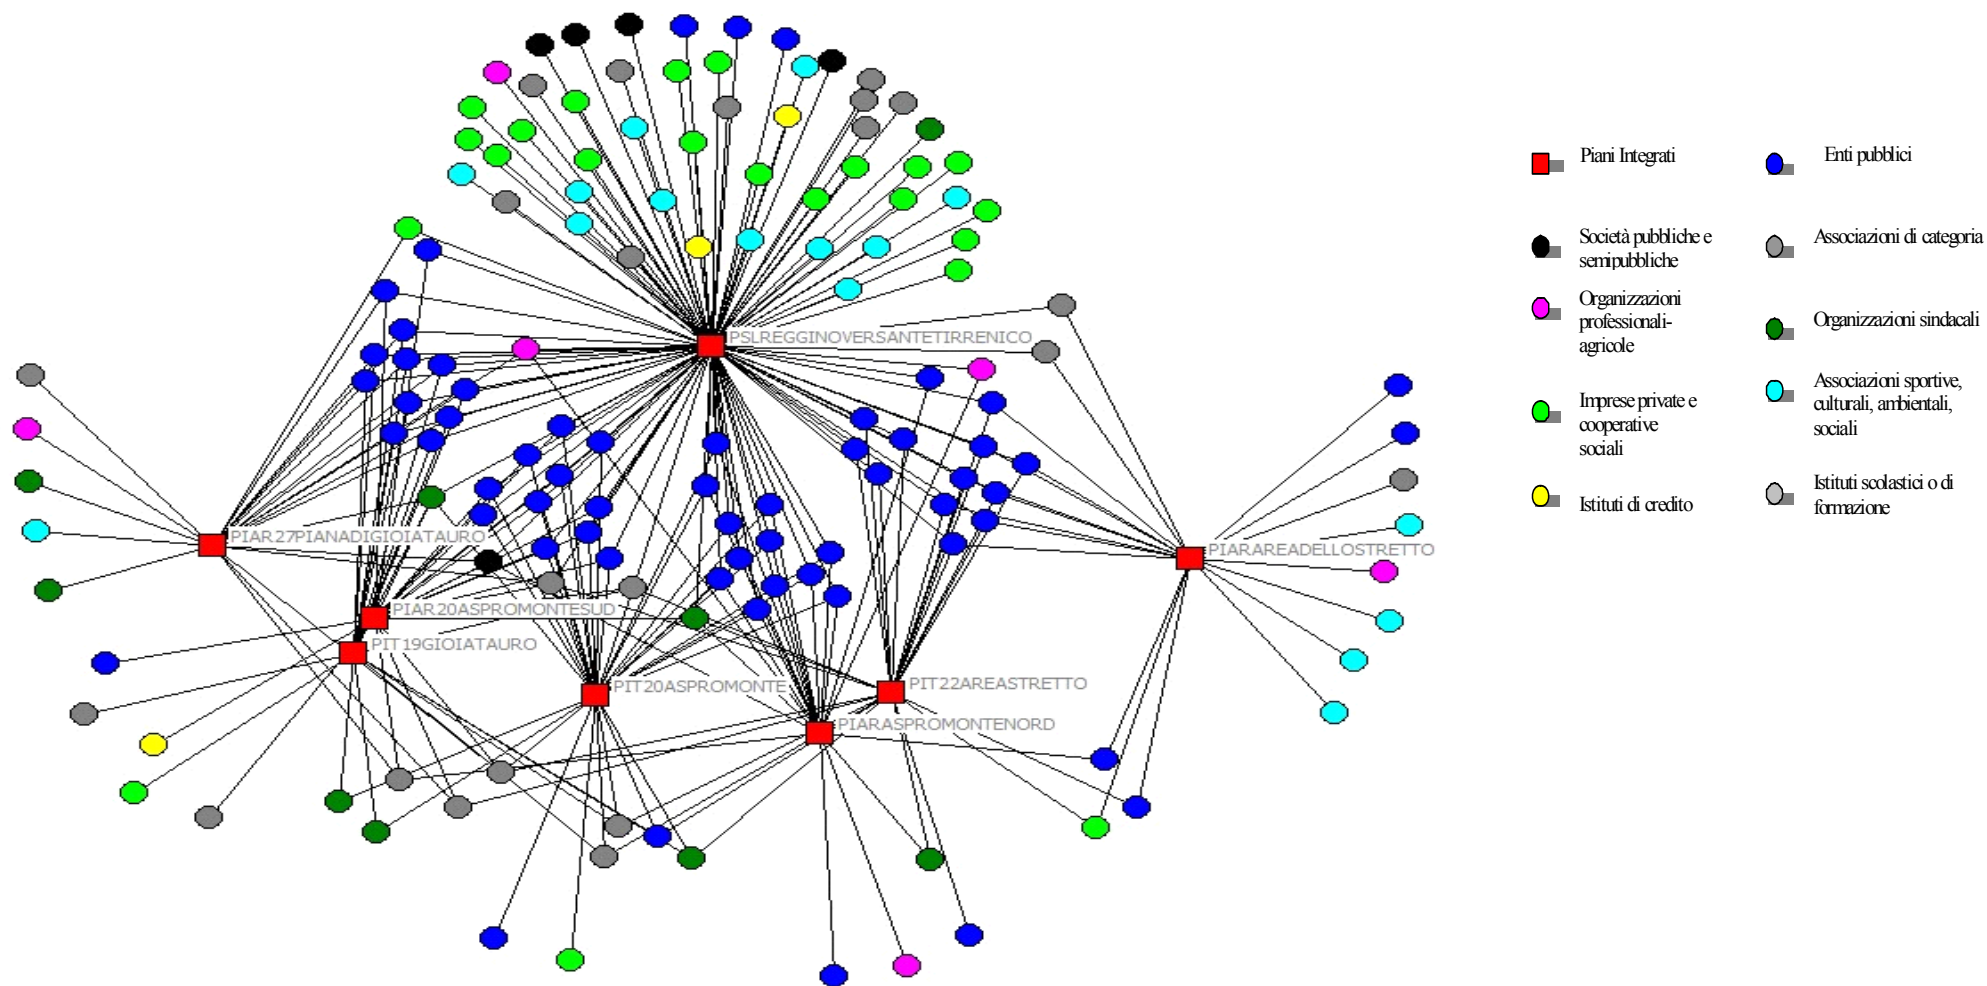 PSLREGGINOVERSANTETIRRENICO
PIAR27PIANADIGIOIATAURO
PIARAREADELLOSTRETTO
PIAR20ASPROMONTESUD
PIT19GIOIATAURO
PIT20ASPROMONTE
PIT22AREASTRETTO
PIARASPROMONTENORD
Piani Integrati
Enti pubblici
Società pubbliche e
semipubbliche
Associazioni di categoria
Organizzazioni
professionali-
agricole
Organizzazioni sindacali
Imprese private e
cooperative
sociali
Associazioni sportive,
culturali, ambientali,
sociali
Istituti di credito
Istituti scolastici o di
formazione